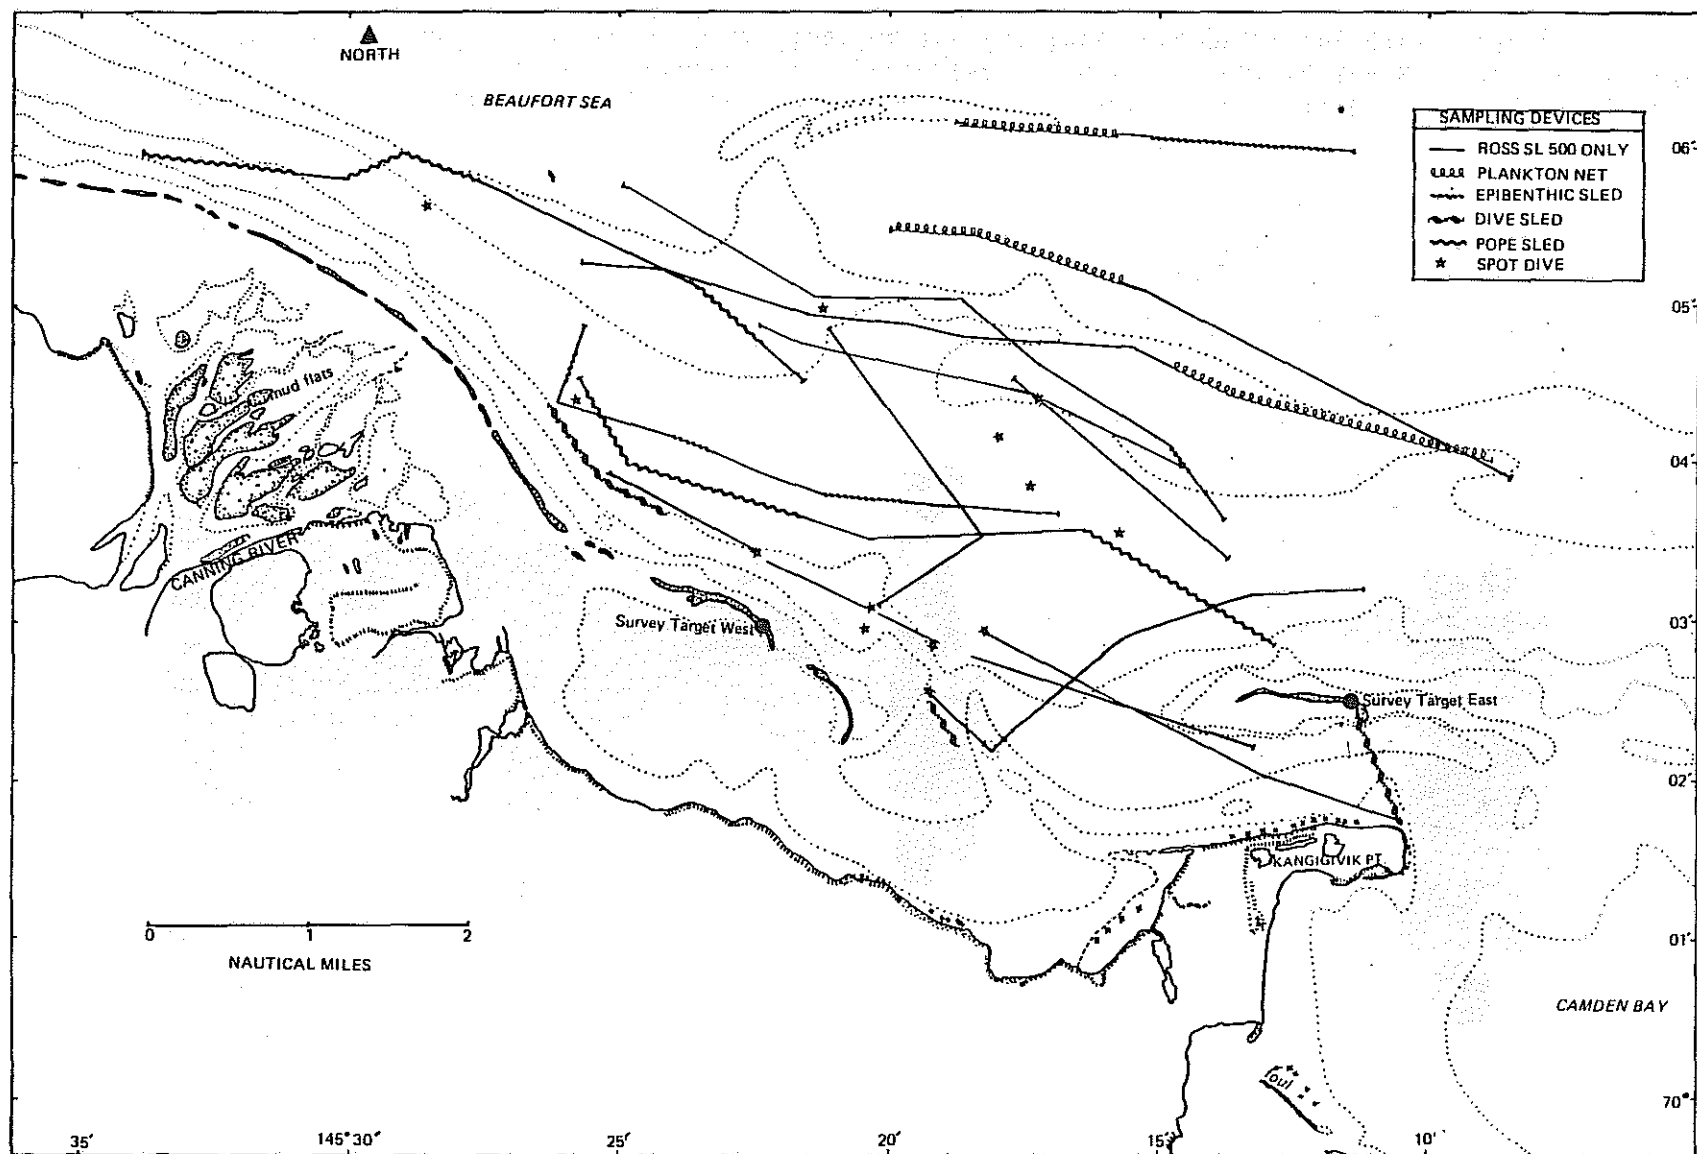 NORTH
BEAUFORT SEA
SAMPLING DEVICES
ROSS SL 500 ONLY
PLANKTON NET
EPIBENTHIC SLED
DIVE SLED
POPE SLED
SPOT DIVE
06'
05'
mud flats
04'
CANNING RIVER
Survey Target West
03'
Survey Target East
02'
KANGIGIVIK PT.
0 1 2
NAUTICAL MILES
01'
CAMDEN BAY
foul
70°
35' 145°30' 25' 20' 15' 10'